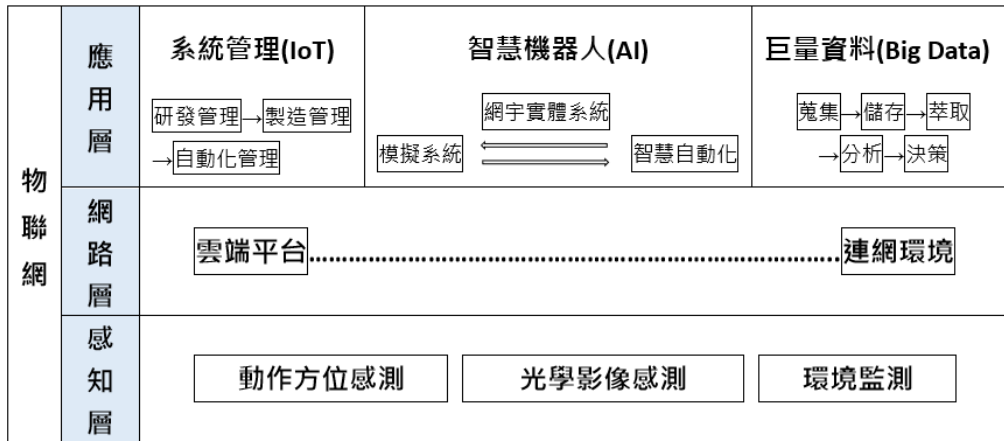 物聯網
應用層
系統管理(IoT)
研發管理→製造管理
→自動化管理
智慧機器人(AI)
網宇實體系統
模擬系統
智慧自動化
巨量資料(Big Data)
蒐集→儲存→萃取
→分析→決策
網路層
雲端平台………………………………………………………………………連網環境
感知層
動作方位感測
光學影像感測
環境監測